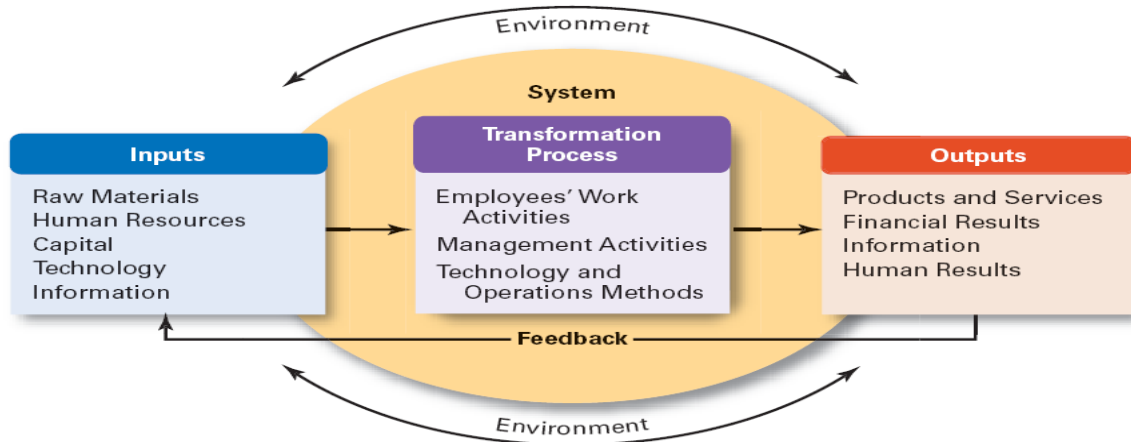 Environment
System
Inputs
Raw Materials
Human Resources
Capital
Technology
Information
Transformation
Process
Employees' Work
Activities
Management Activities
Technology and
Operations Methods
Outputs
Products and Services
Financial Results
Information
Human Results
Feedback
Environment